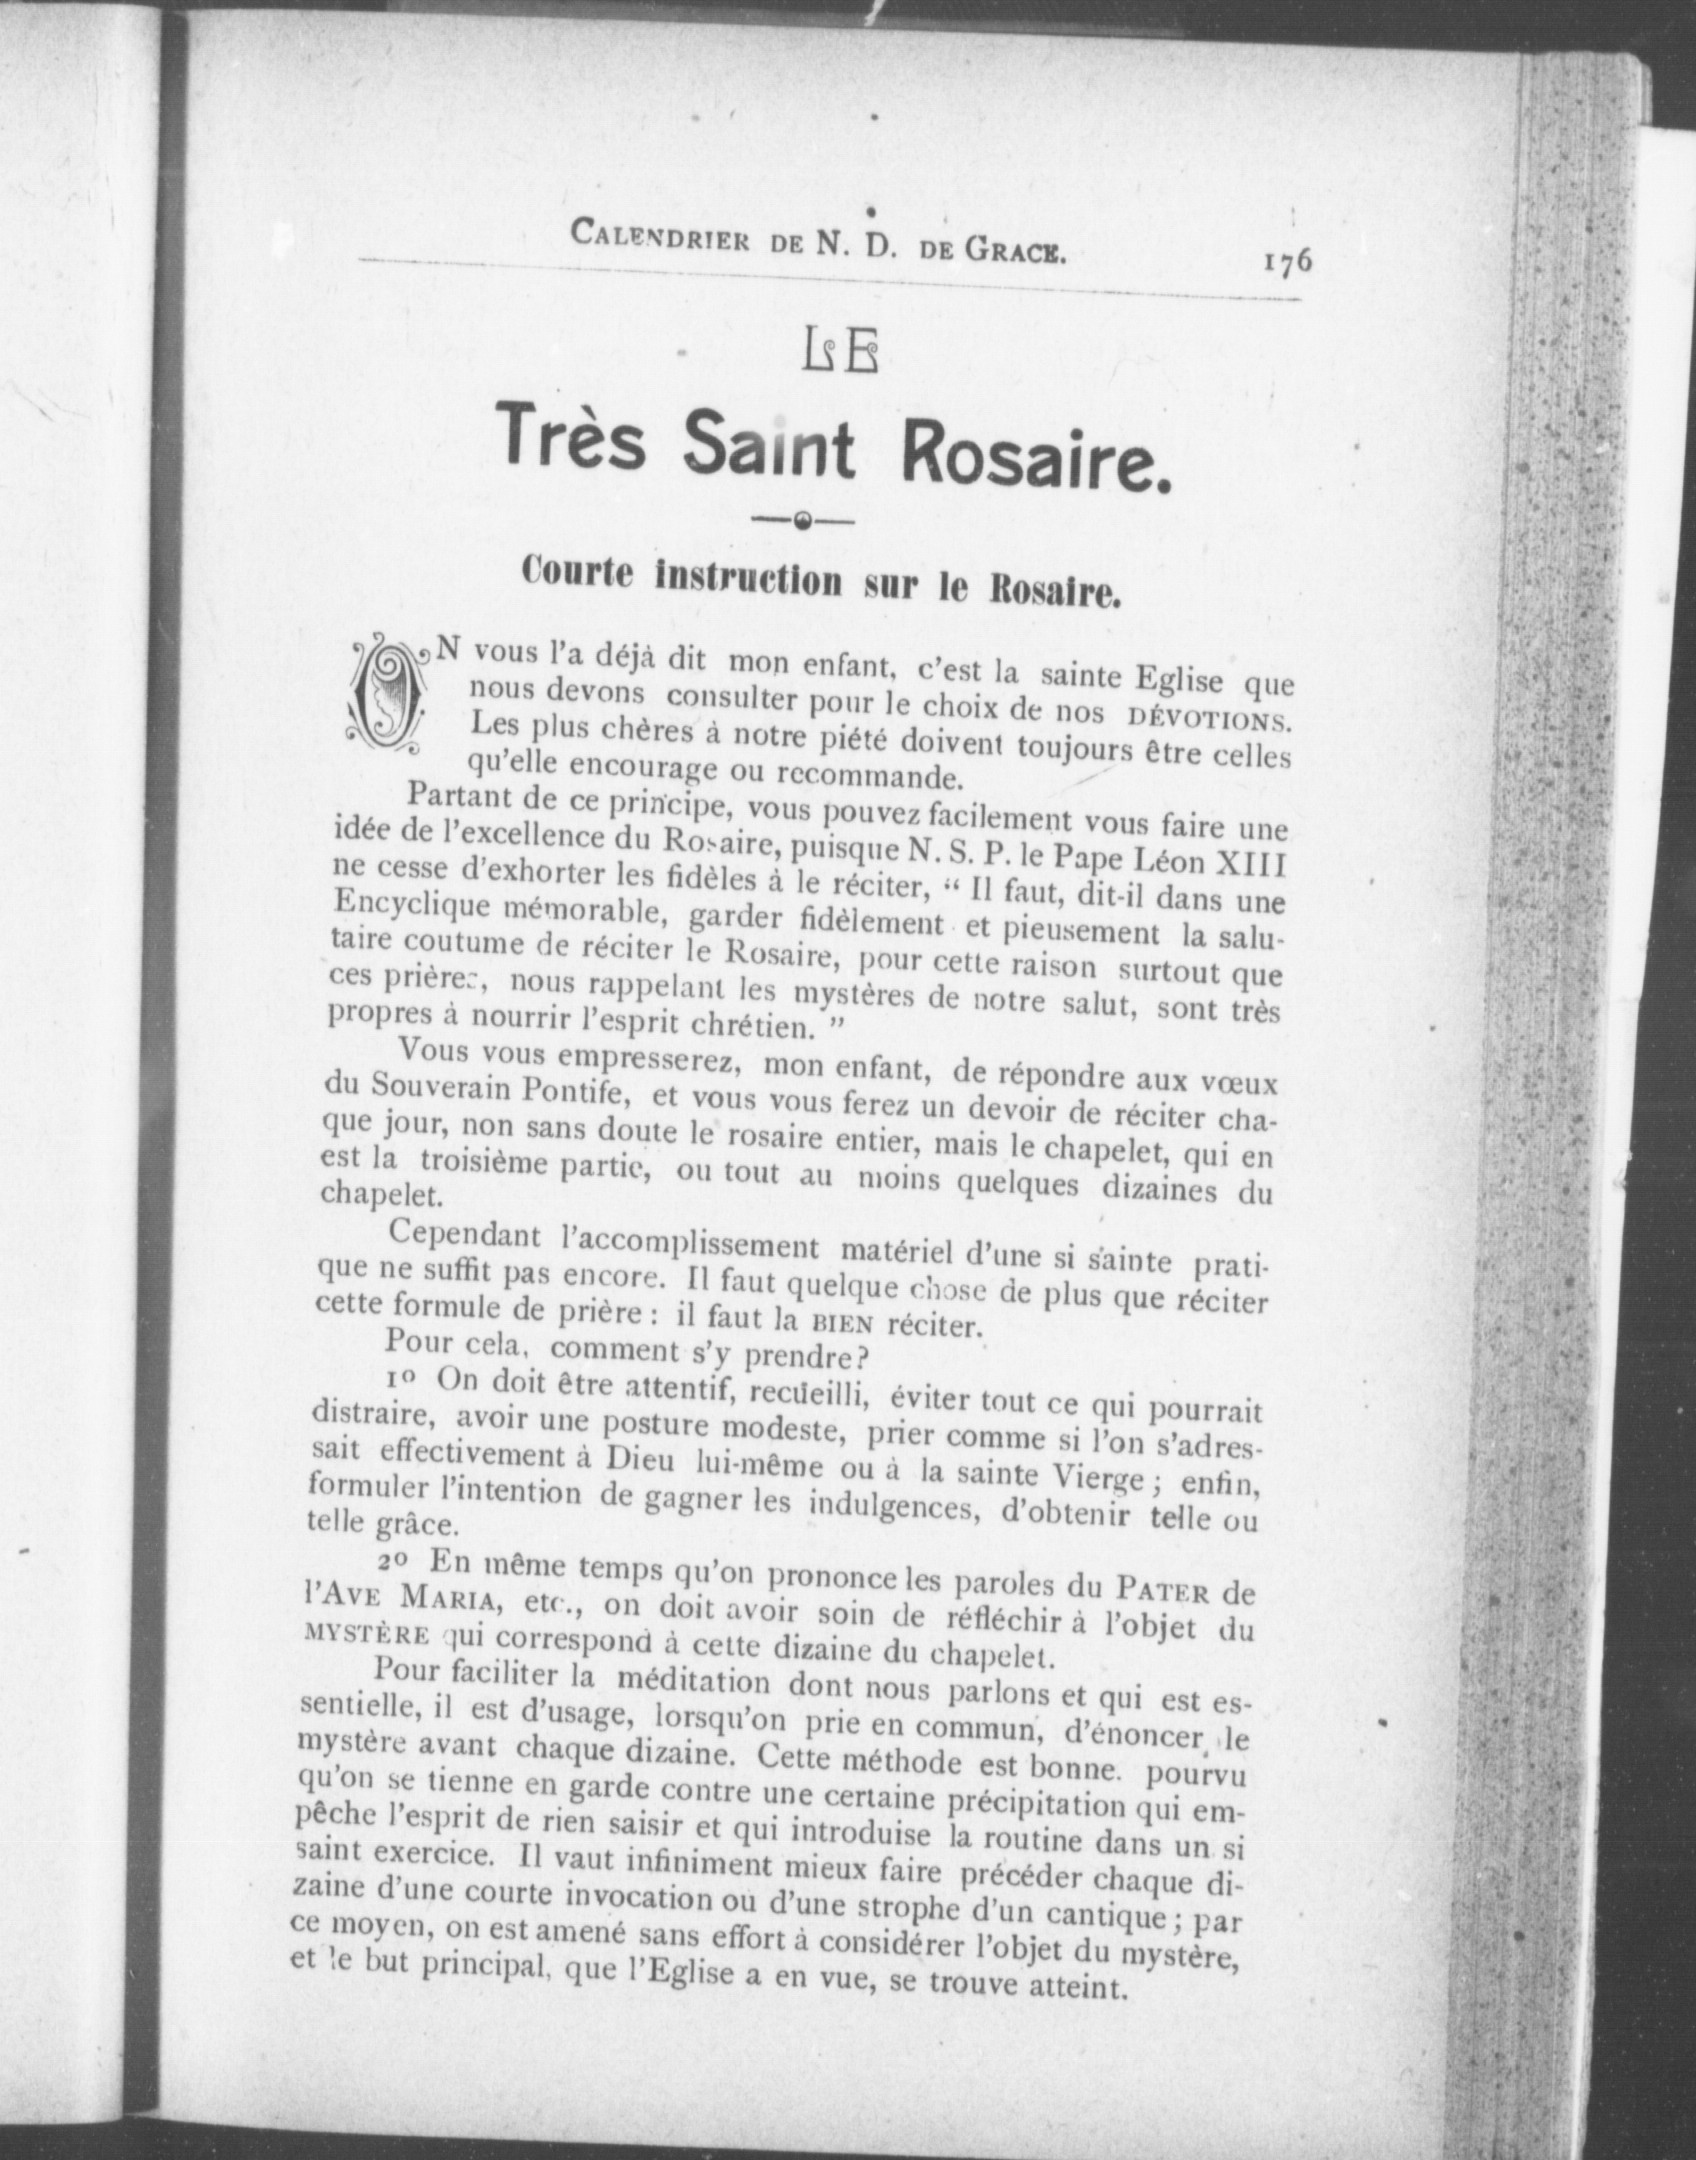 CALENDRIER DE N. D. DE GRACE. 176
LE
Très Saint Rosaire.
Courte instruction sur le Rosaire.
ON vous l'a déjà dit mon enfant, c'est la sainte Eglise que
nous devons consulter pour le choix de nos DÉVOTIONS.
Les plus chères à notre piété doivent toujours être celles
qu'elle encourage ou recommande.
Partant de ce principe, vous pouvez facilement vous faire une
idée de l'excellence du Rosaire, puisque N. S. P. le Pape Léon XIII
ne cesse d'exhorter les fidèles à le réciter, “ Il faut, dit-il dans une
Encyclique mémorable, garder fidèlement et pieusement la salu-
taire coutume de réciter le Rosaire, pour cette raison surtout que
ces prières, nous rappelant les mystères de notre salut, sont très
propres à nourrir l'esprit chrétien. ”
Vous vous empresserez, mon enfant, de répondre aux vœux
du Souverain Pontife, et vous vous ferez un devoir de réciter cha-
que jour, non sans doute le rosaire entier, mais le chapelet, qui en
est la troisième partie, ou tout au moins quelques dizaines du
chapelet.
Cependant l'accomplissement matériel d'une si sainte prati-
que ne suffit pas encore. Il faut quelque chose de plus que réciter
cette formule de prière : il faut la BIEN réciter.
Pour cela, comment s'y prendre?
1o On doit être attentif, recueilli, éviter tout ce qui pourrait
distraire, avoir une posture modeste, prier comme si l'on s'adres-
sait effectivement à Dieu lui-même ou à la sainte Vierge ; enfin,
formuler l'intention de gagner les indulgences, d'obtenir telle ou
telle grâce.
2o En même temps qu'on prononce les paroles du PATER de
l'AVE MARIA, etc., on doit avoir soin de réfléchir à l'objet du
MYSTÈRE qui correspond à cette dizaine du chapelet.
Pour faciliter la méditation dont nous parlons et qui est es-
sentielle, il est d'usage, lorsqu'on prie en commun, d'énoncer le
mystère avant chaque dizaine. Cette méthode est bonne. pourvu
qu'on se tienne en garde contre une certaine précipitation qui em-
pêche l'esprit de rien saisir et qui introduise la routine dans un si
saint exercice. Il vaut infiniment mieux faire précéder chaque di-
zaine d'une courte invocation ou d'une strophe d'un cantique ; par
ce moyen, on est amené sans effort à considérer l'objet du mystère,
et le but principal, que l'Eglise a en vue, se trouve atteint.